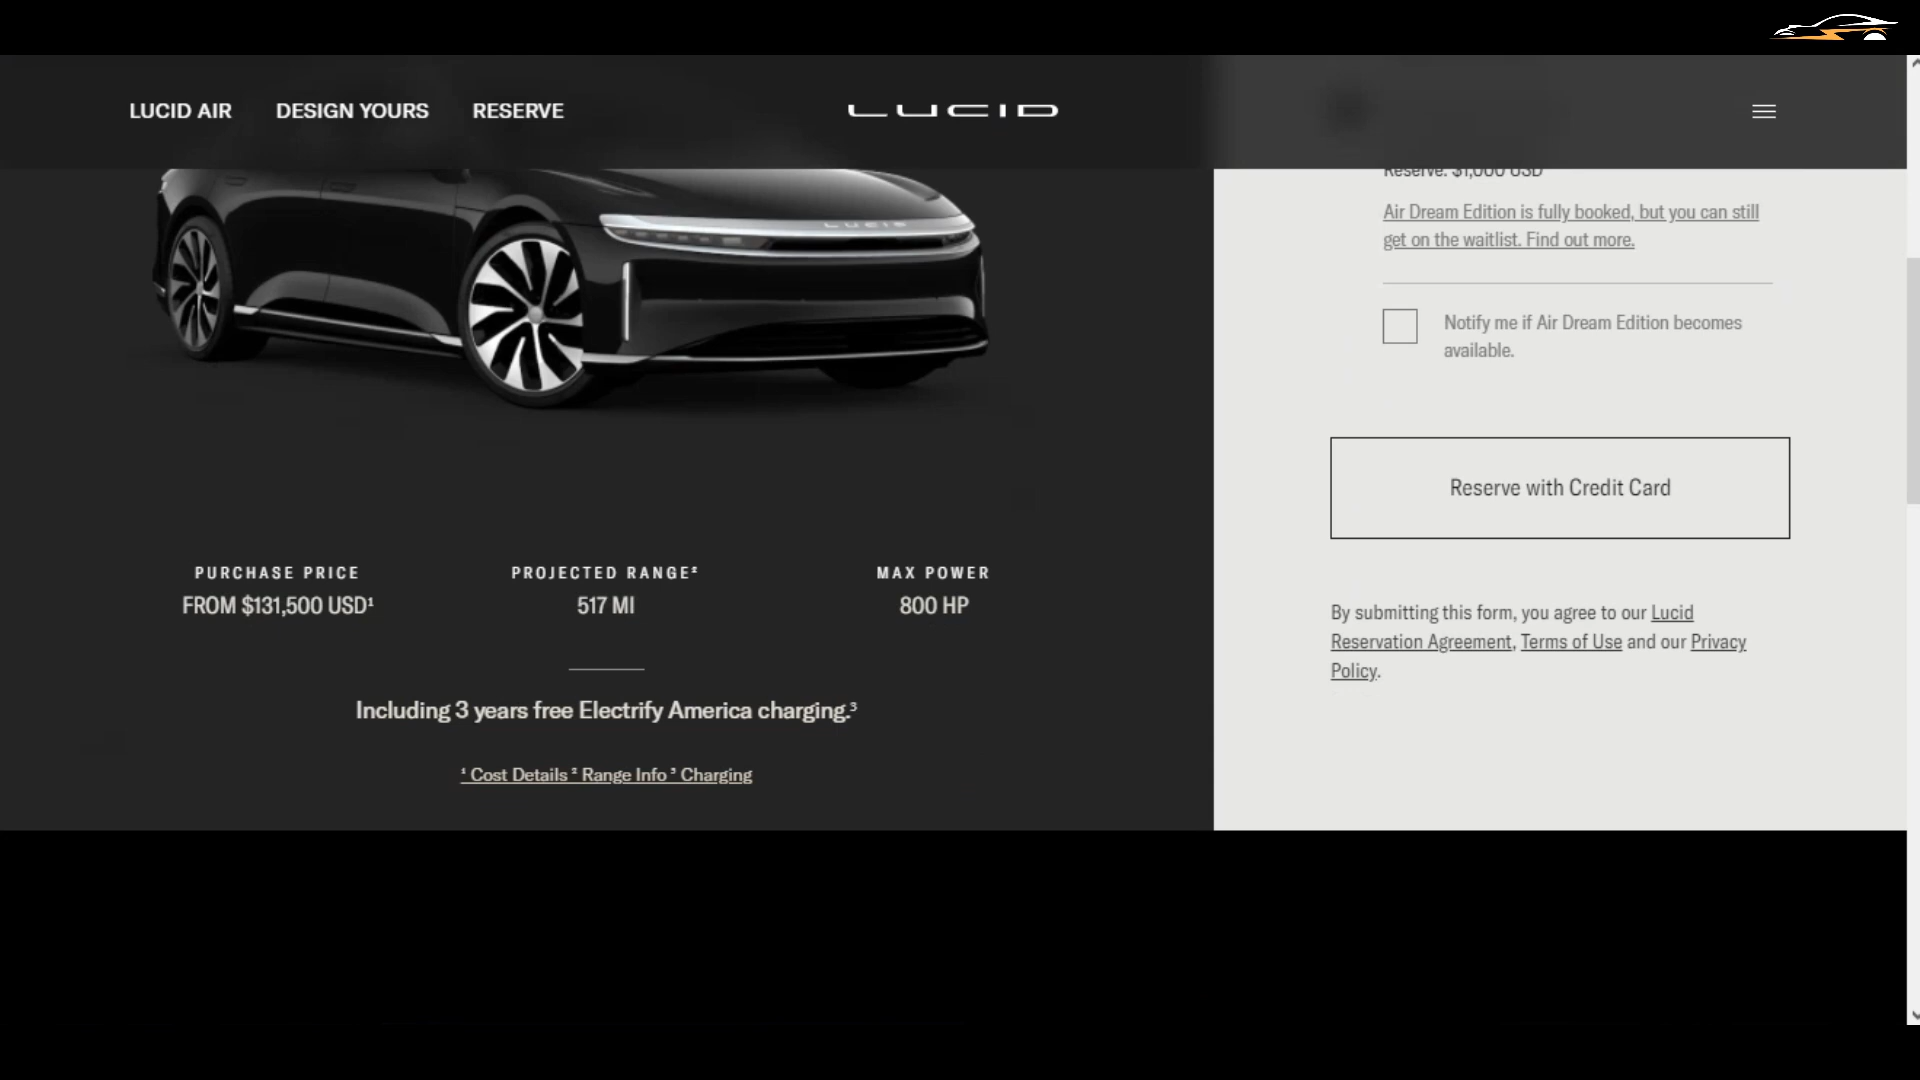 LUCID AIR DESIGN YOURS RESERVE LUCID
LUCID
PURCHASE PRICE
FROM $131,500 USD¹
PROJECTED RANGE²
517 MI
MAX POWER
800 HP
Including 3 years free Electrify America charging.³
¹ Cost Details ² Range Info ³ Charging
Reserve: $1,000 USD
Air Dream Edition is fully booked, but you can still
get on the waitlist. Find out more.
Notify me if Air Dream Edition becomes
available.
Reserve with Credit Card
By submitting this form, you agree to our Lucid
Reservation Agreement, Terms of Use and our Privacy
Policy.